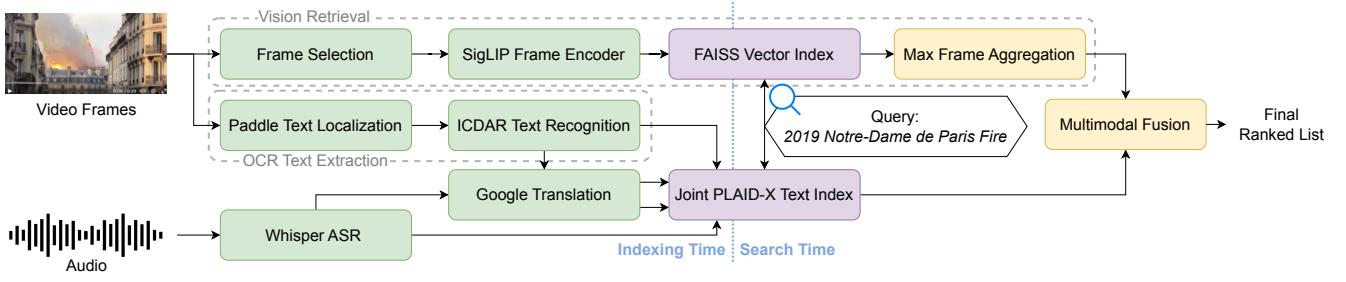 Vision Retrieval
Frame Selection
SigLIP Frame Encoder
FAISS Vector Index
Max Frame Aggregation
Video Frames
Paddle Text Localization
ICDAR Text Recognition
OCR Text Extraction
Query:
2019 Notre-Dame de Paris Fire
Multimodal Fusion
Final
Ranked List
Google Translation
Joint PLAID-X Text Index
Whisper ASR
Audio
Indexing Time
Search Time